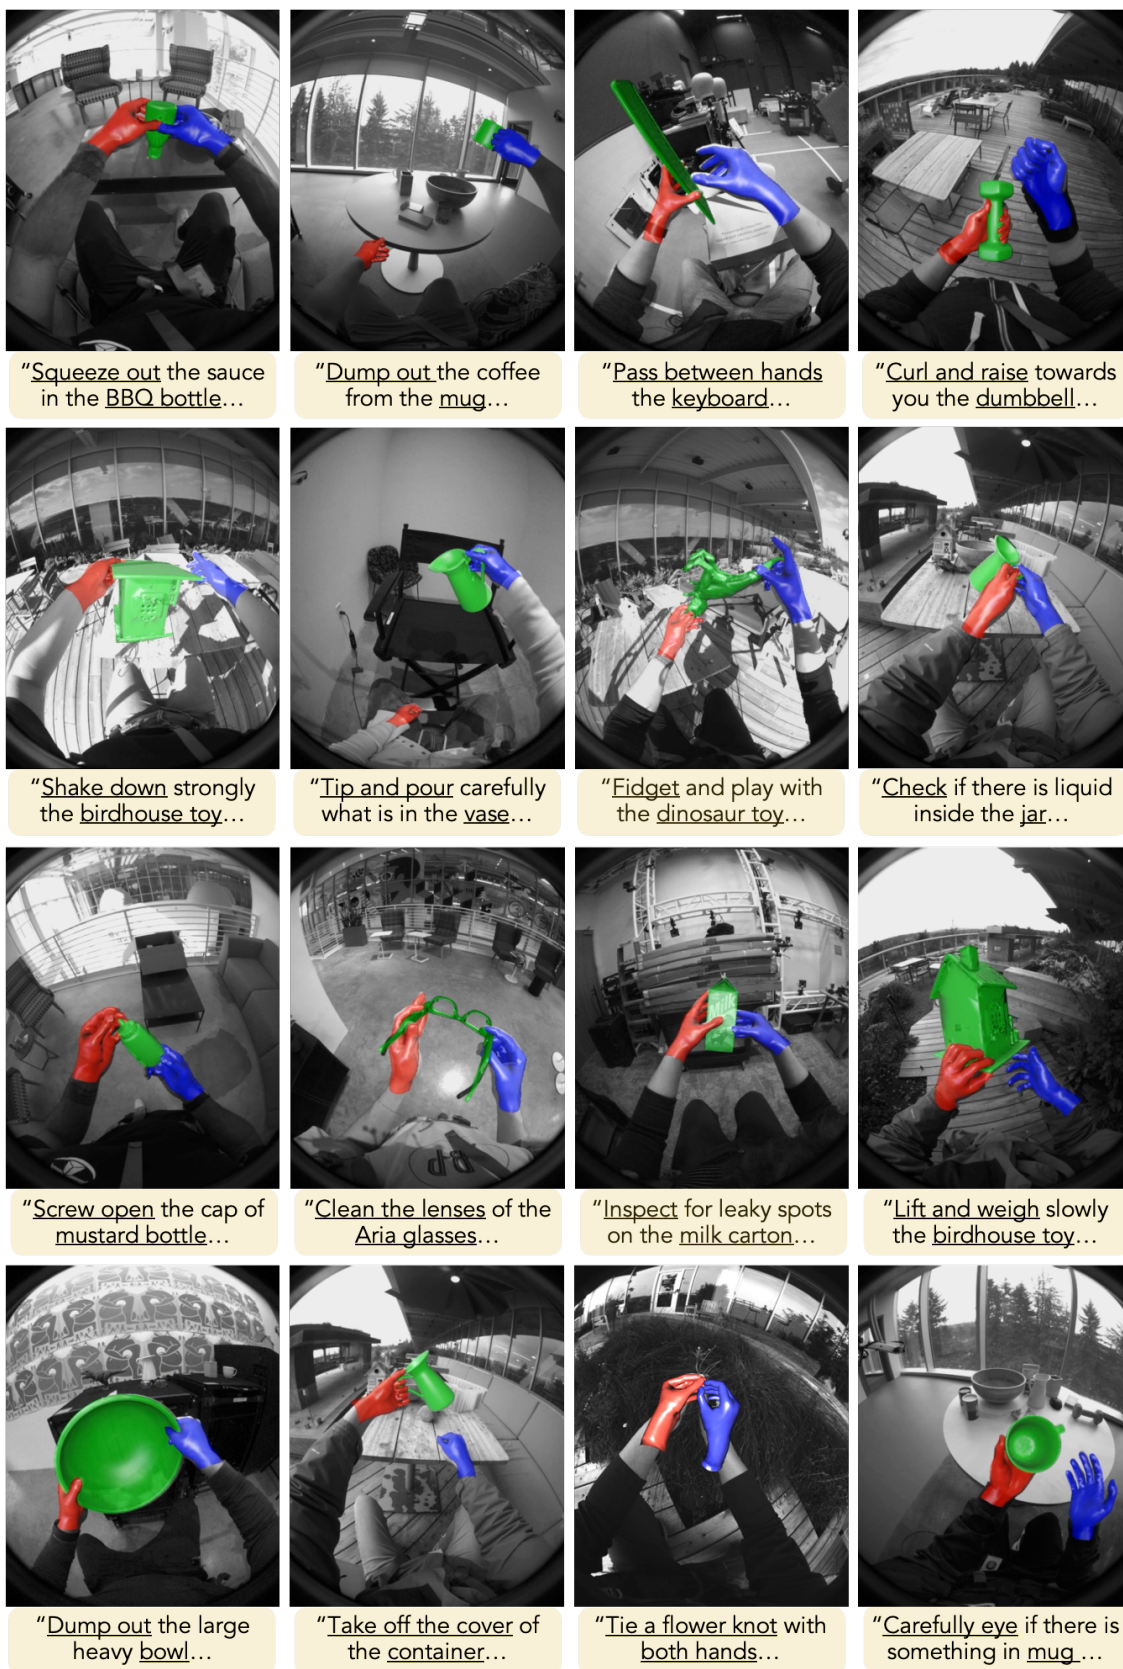 “Squeeze out the sauce
in the BBQ bottle…
“Dump out the coffee
from the mug…
“Pass between hands
the keyboard…
“Curl and raise towards
you the dumbbell…
“Shake down strongly
the birdhouse toy…
“Tip and pour carefully
what is in the vase…
“Fidget and play with
the dinosaur toy…
“Check if there is liquid
inside the jar…
“Screw open the cap of
mustard bottle…
“Clean the lenses of the
Aria glasses…
“Inspect for leaky spots
on the milk carton…
“Lift and weigh slowly
the birdhouse toy…
“Dump out the large
heavy bowl…
“Take off the cover of
the container…
“Tie a flower knot with
both hands…
“Carefully eye if there is
something in mug …